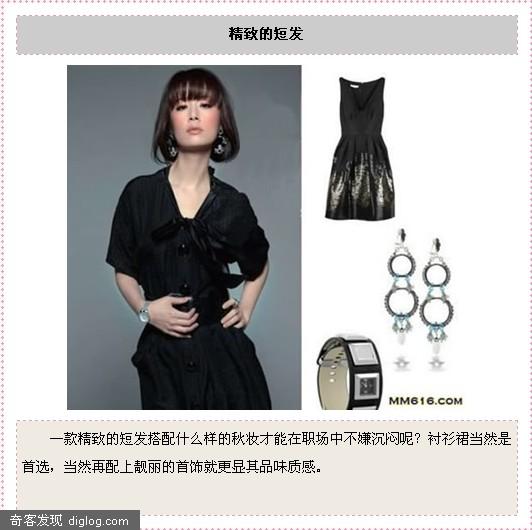 精致的短发
MM616.COM
一款精致的短发搭配什么样的秋妆才能在职场中不嫌沉闷呢？衬衫裙当然是
首选，当然再配上靓丽的首饰就更显其品味质感。
奇客发现 diglog.com